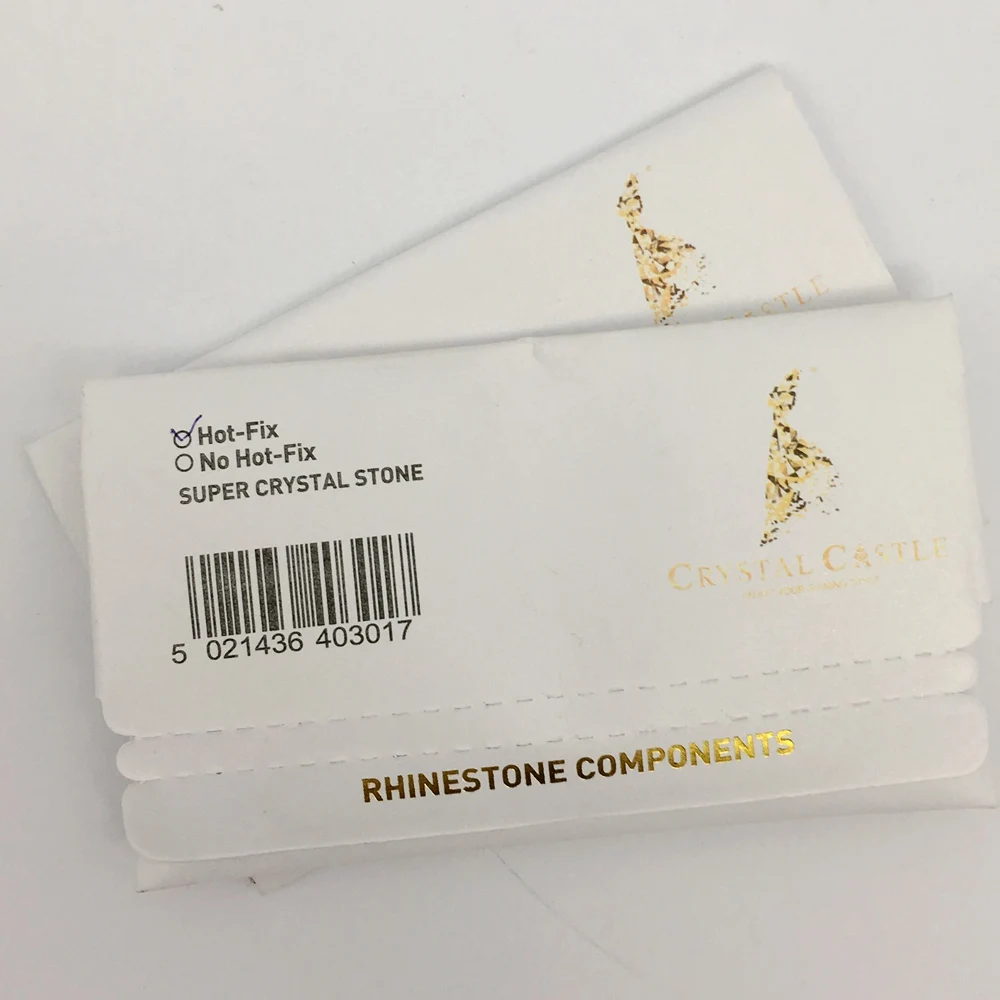 Hot-Fix
No Hot-Fix
SUPER CRYSTAL STONE
5 021436 403017
CRYSTAL CASTLE
RHINESTONE COMPONENTS